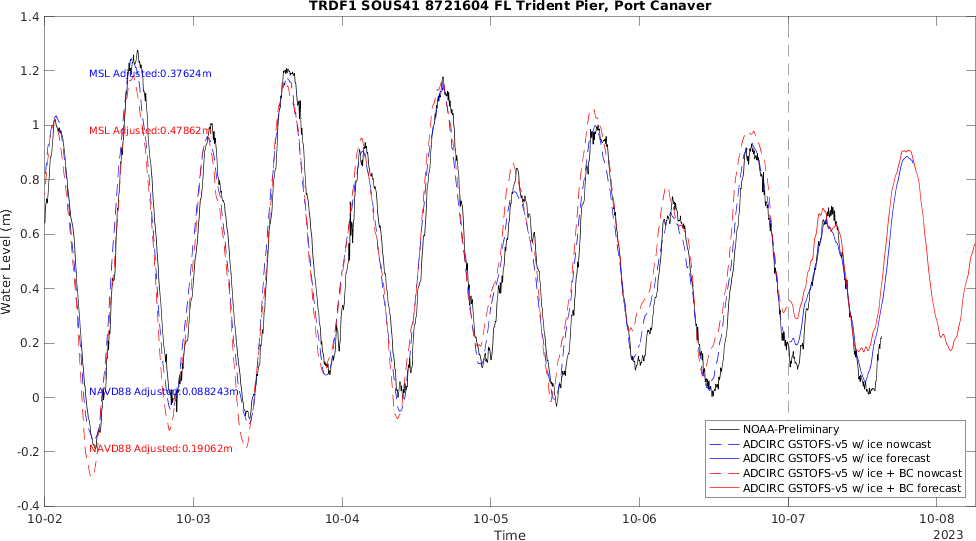 TRDF1 SOUS41 8721604 FL Trident Pier, Port Canaver
1.4
1.2
1
0.8
0.6
0.4
0.2
0
-0.2
-0.4
Water Level (m)
MSL Adjusted:0.37624m
MSL Adjusted:0.47862m
NAVD88 Adjusted:0.088243m
NAVD88 Adjusted:0.19062m
NOAA-Preliminary
ADCIRC GSTOFS-v5 w/ ice nowcast
ADCIRC GSTOFS-v5 w/ ice forecast
ADCIRC GSTOFS-v5 w/ ice + BC nowcast
ADCIRC GSTOFS-v5 w/ ice + BC forecast
10-02 10-03 10-04 10-05 10-06 10-07 10-08
2023
Time